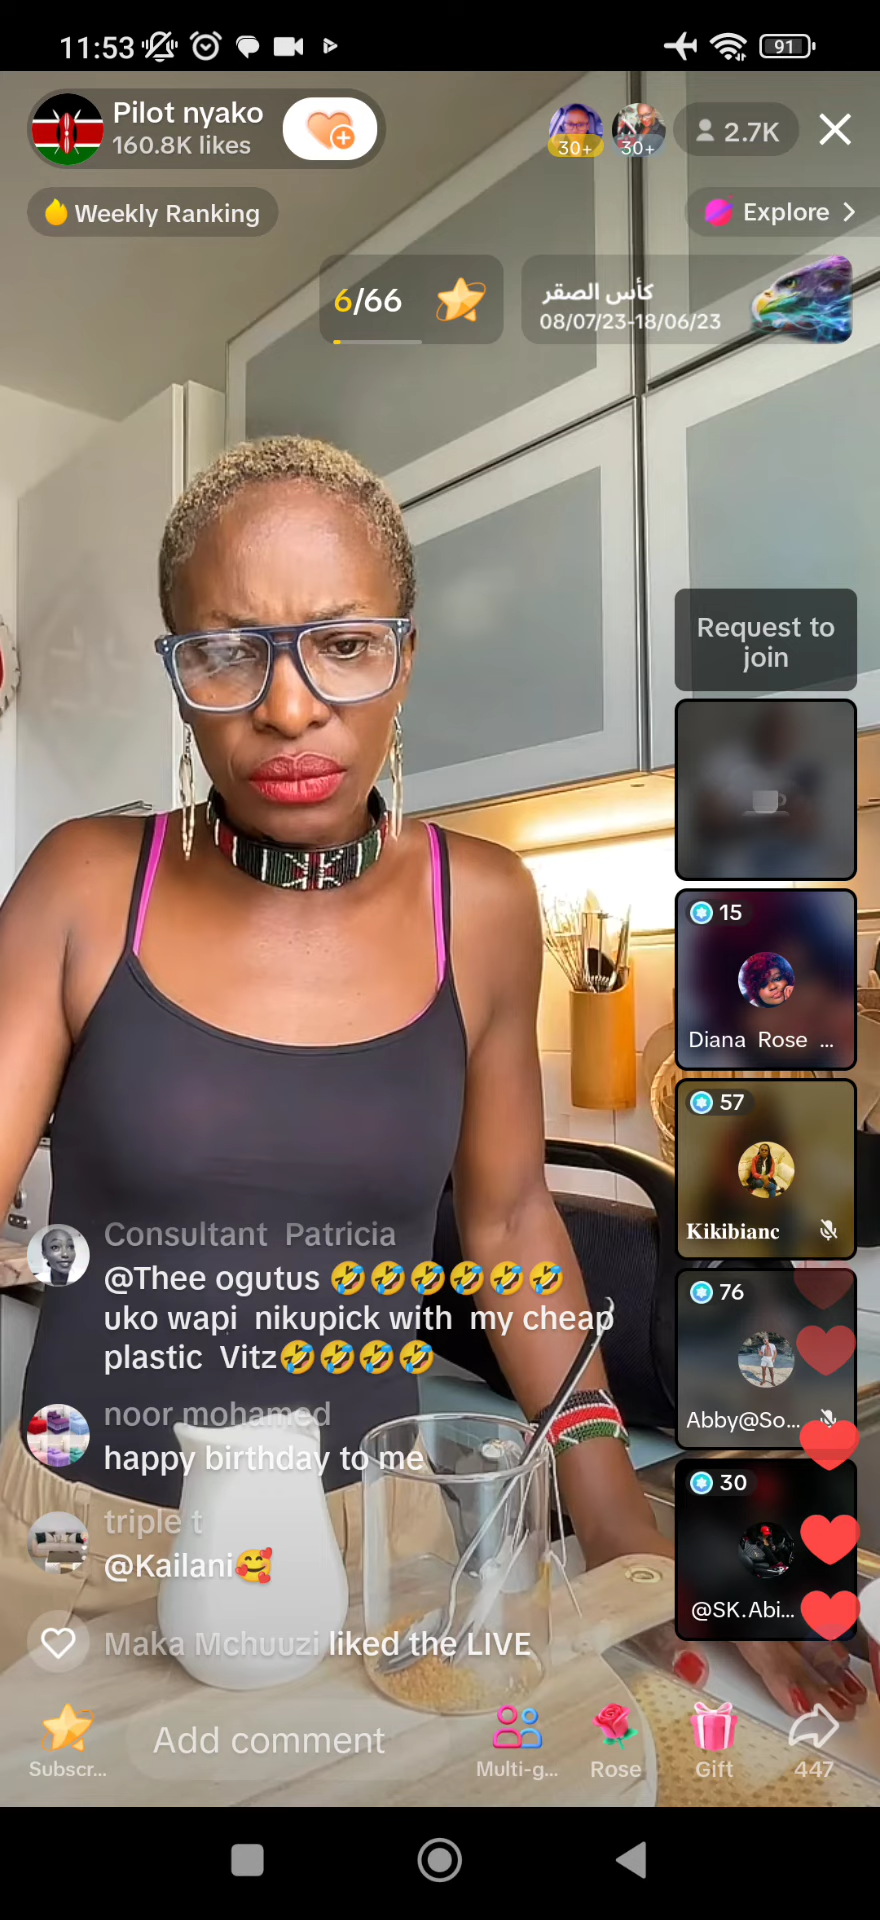 11:53
91
Pilot nyako
160.8K likes
30+
30+
2.7K
Weekly Ranking
Explore
6/66
كأس الصقر
08/07/23-18/06/23
Request to
join
15
Diana Rose ...
57
Kikibianc
76
Abby@So...
30
@SK.Abi...
Consultant Patricia
@Thee ogutus 🤣🤣🤣🤣🤣🤣
uko wapi nikupick with my cheap
plastic Vitz🤣🤣🤣🤣
noor mohamed
happy birthday to me
triple t
@Kailani🥰
Maka Mchuuzi liked the LIVE
Subscr...
Add comment
Multi-g...
Rose
Gift
447